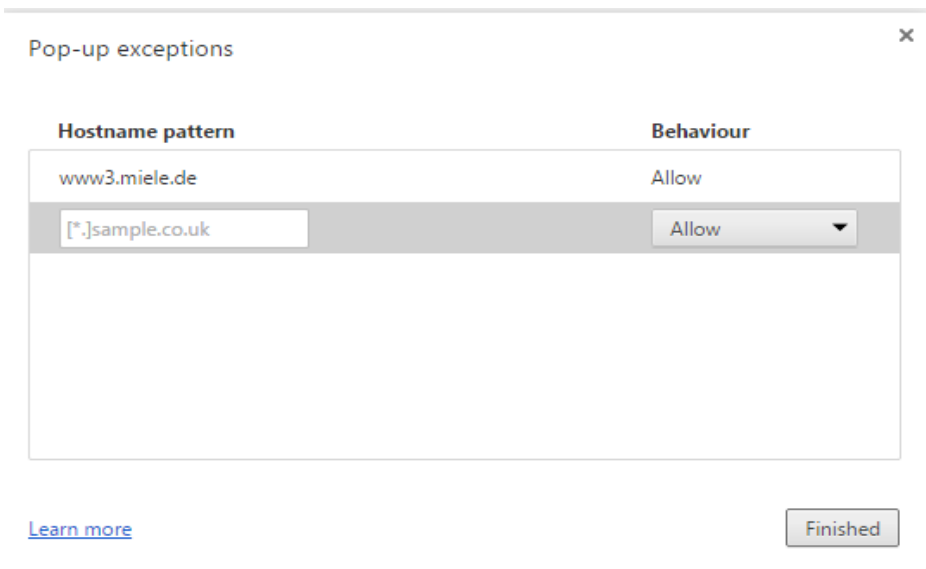 Pop-up exceptions ×
Hostname pattern Behaviour
www3.miele.de Allow
[*.]sample.co.uk Allow
Learn more Finished